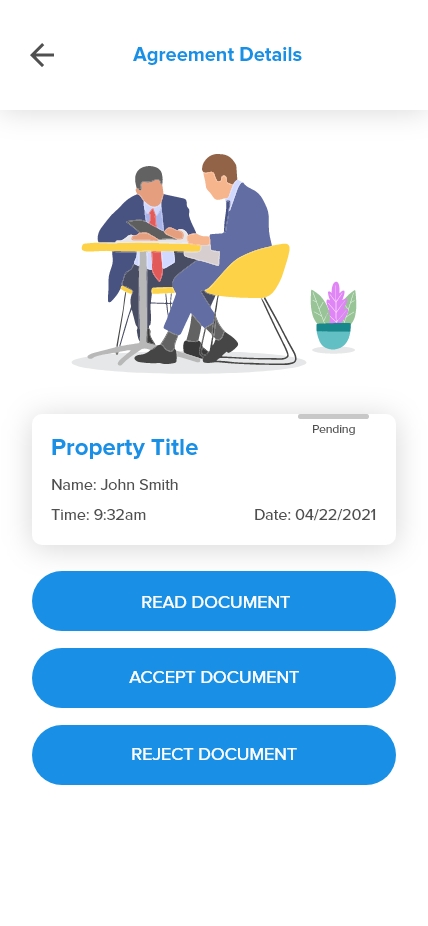 Agreement Details
Pending
Property Title
Name: John Smith
Time: 9:32am
Date: 04/22/2021
READ DOCUMENT
ACCEPT DOCUMENT
REJECT DOCUMENT